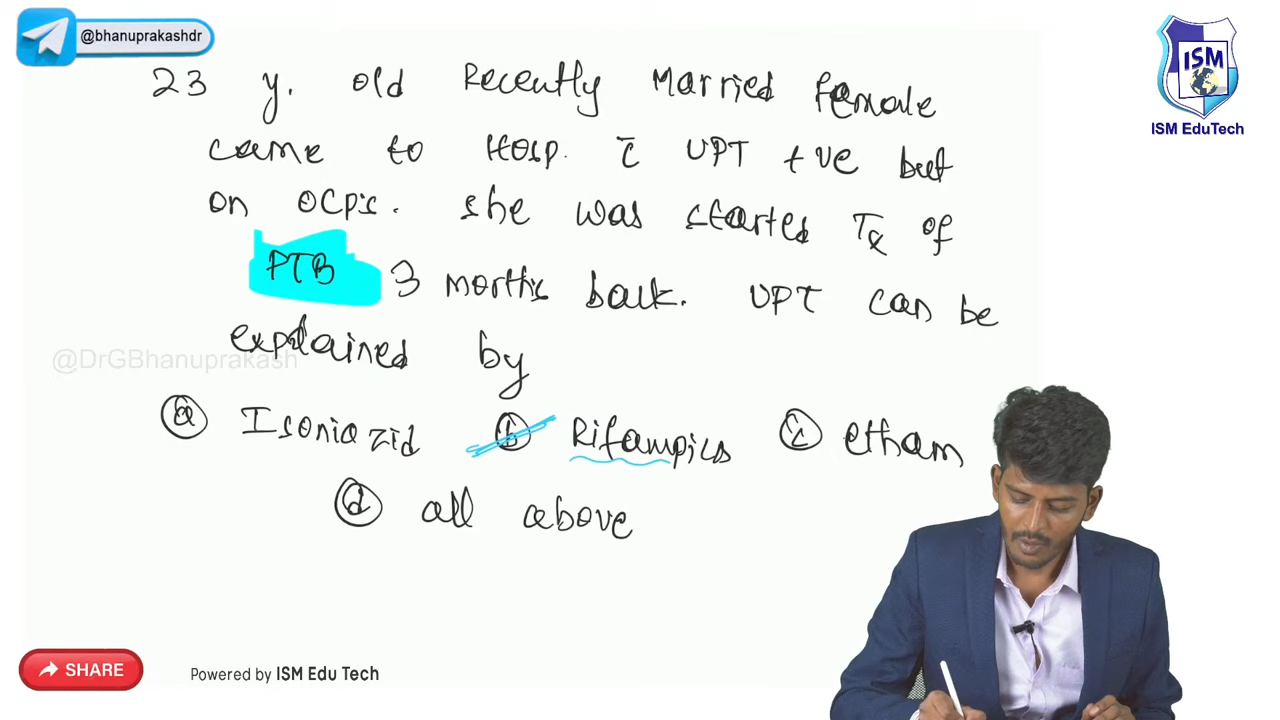 @bhanuprakashdr
ISM
ISM EduTech
23 y. old Recently Married female
came to Hosp. c̄ UPT +ve but
on OCPis. she was started Tx of
PTB 3 months back. UPT can be
explained by
@DrGBhanuprakash
(a) Isoniazid (b) Rifampics (c) etham
(d) all above
SHARE
Powered by ISM Edu Tech